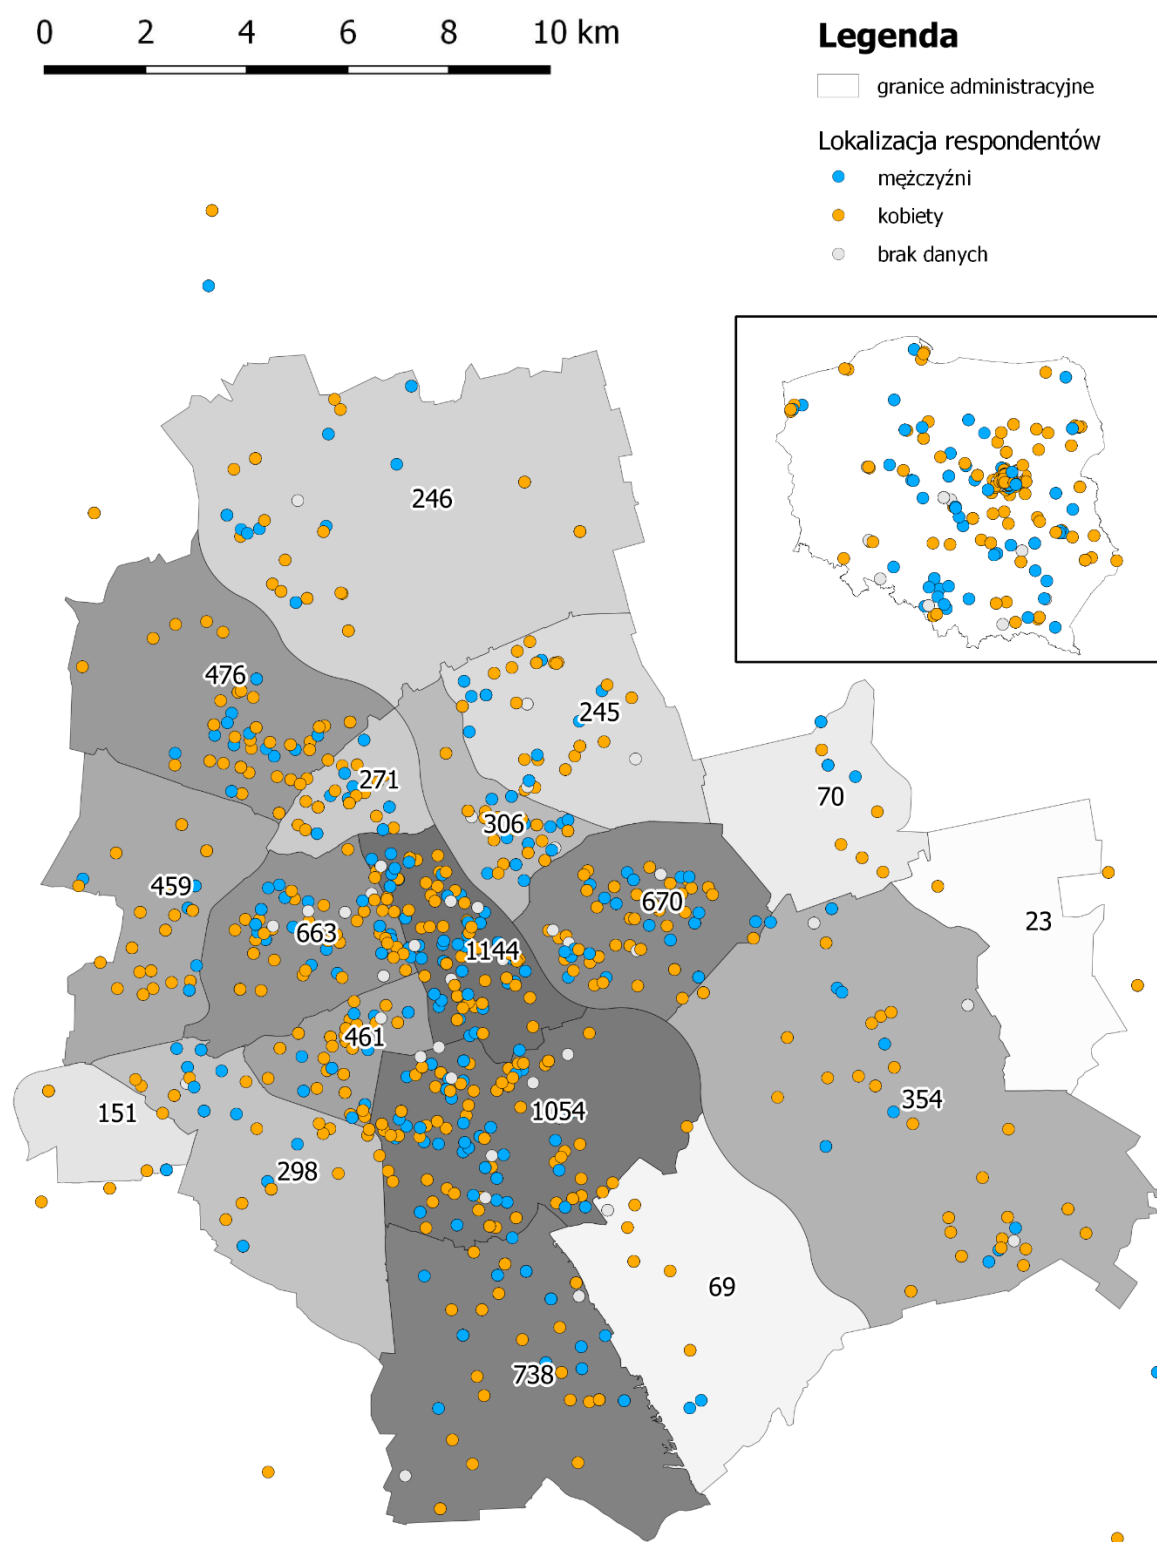 0 2 4 6 8 10 km
Legenda
granice administracyjne
Lokalizacja respondentów
mężczyźni
kobiety
brak danych
246
476
245
271
70
306
459
670
23
663
1144
461
354
151
1054
298
69
738